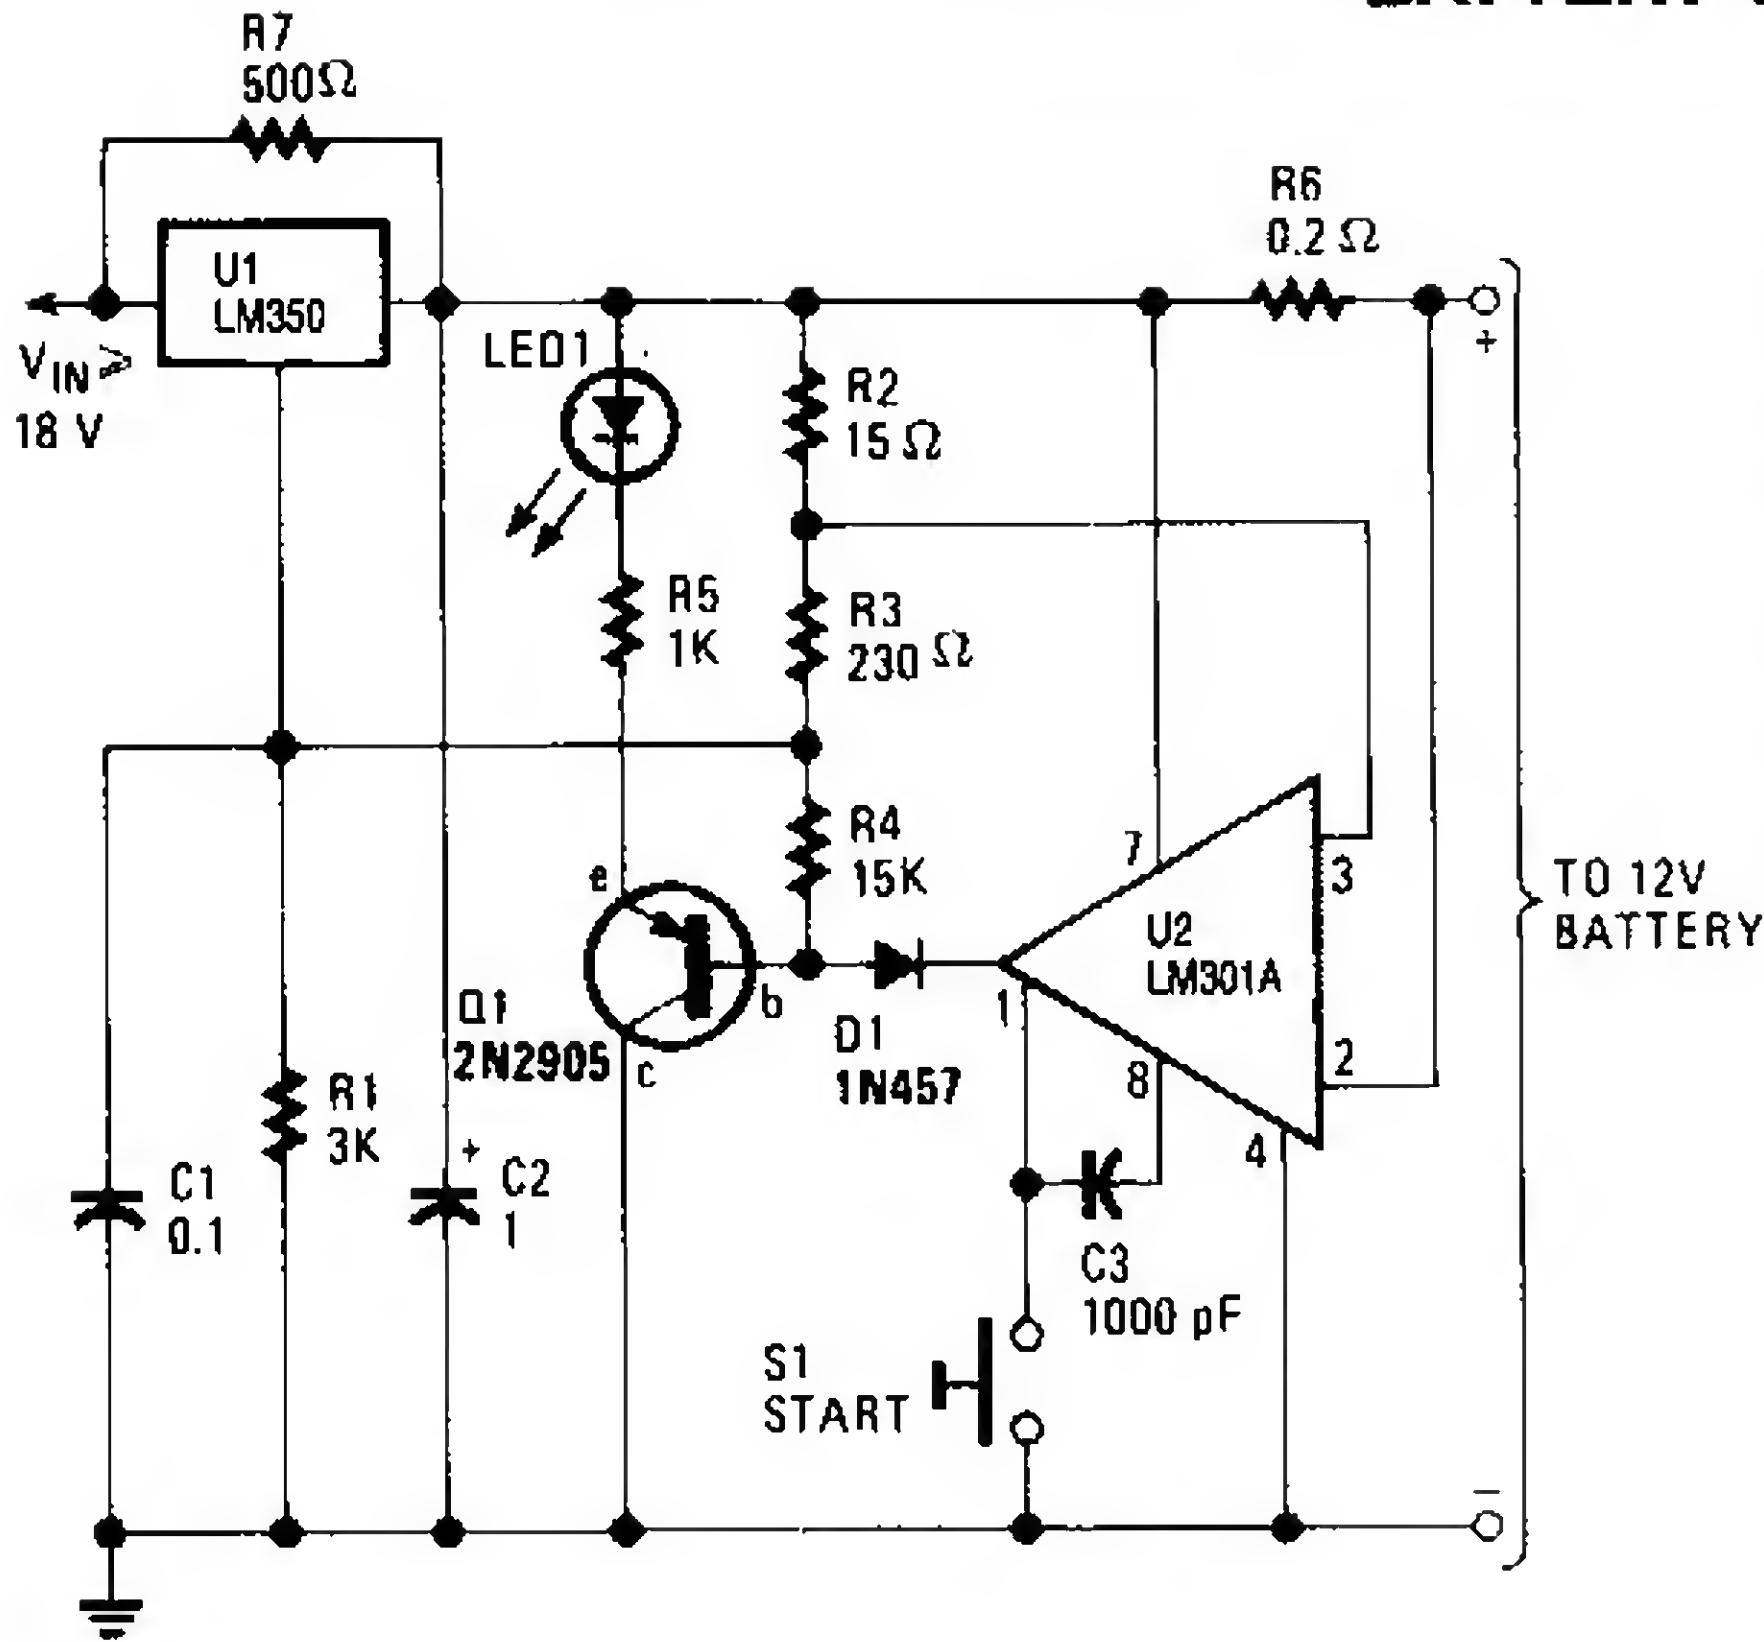 R7
500Ω
U1
LM350
VIN ≥
18 V
LED1
R6
0.2 Ω
+
R2
15 Ω
R5
1K
R3
230 Ω
R4
15K
7
3
U2
LM301A
TO 12V
BATTERY
e
b
c
Q1
2N2905
D1
1N457
1
8
2
4
R1
3K
C1
0.1
+
C2
1
C3
1000 pF
S1
START
−